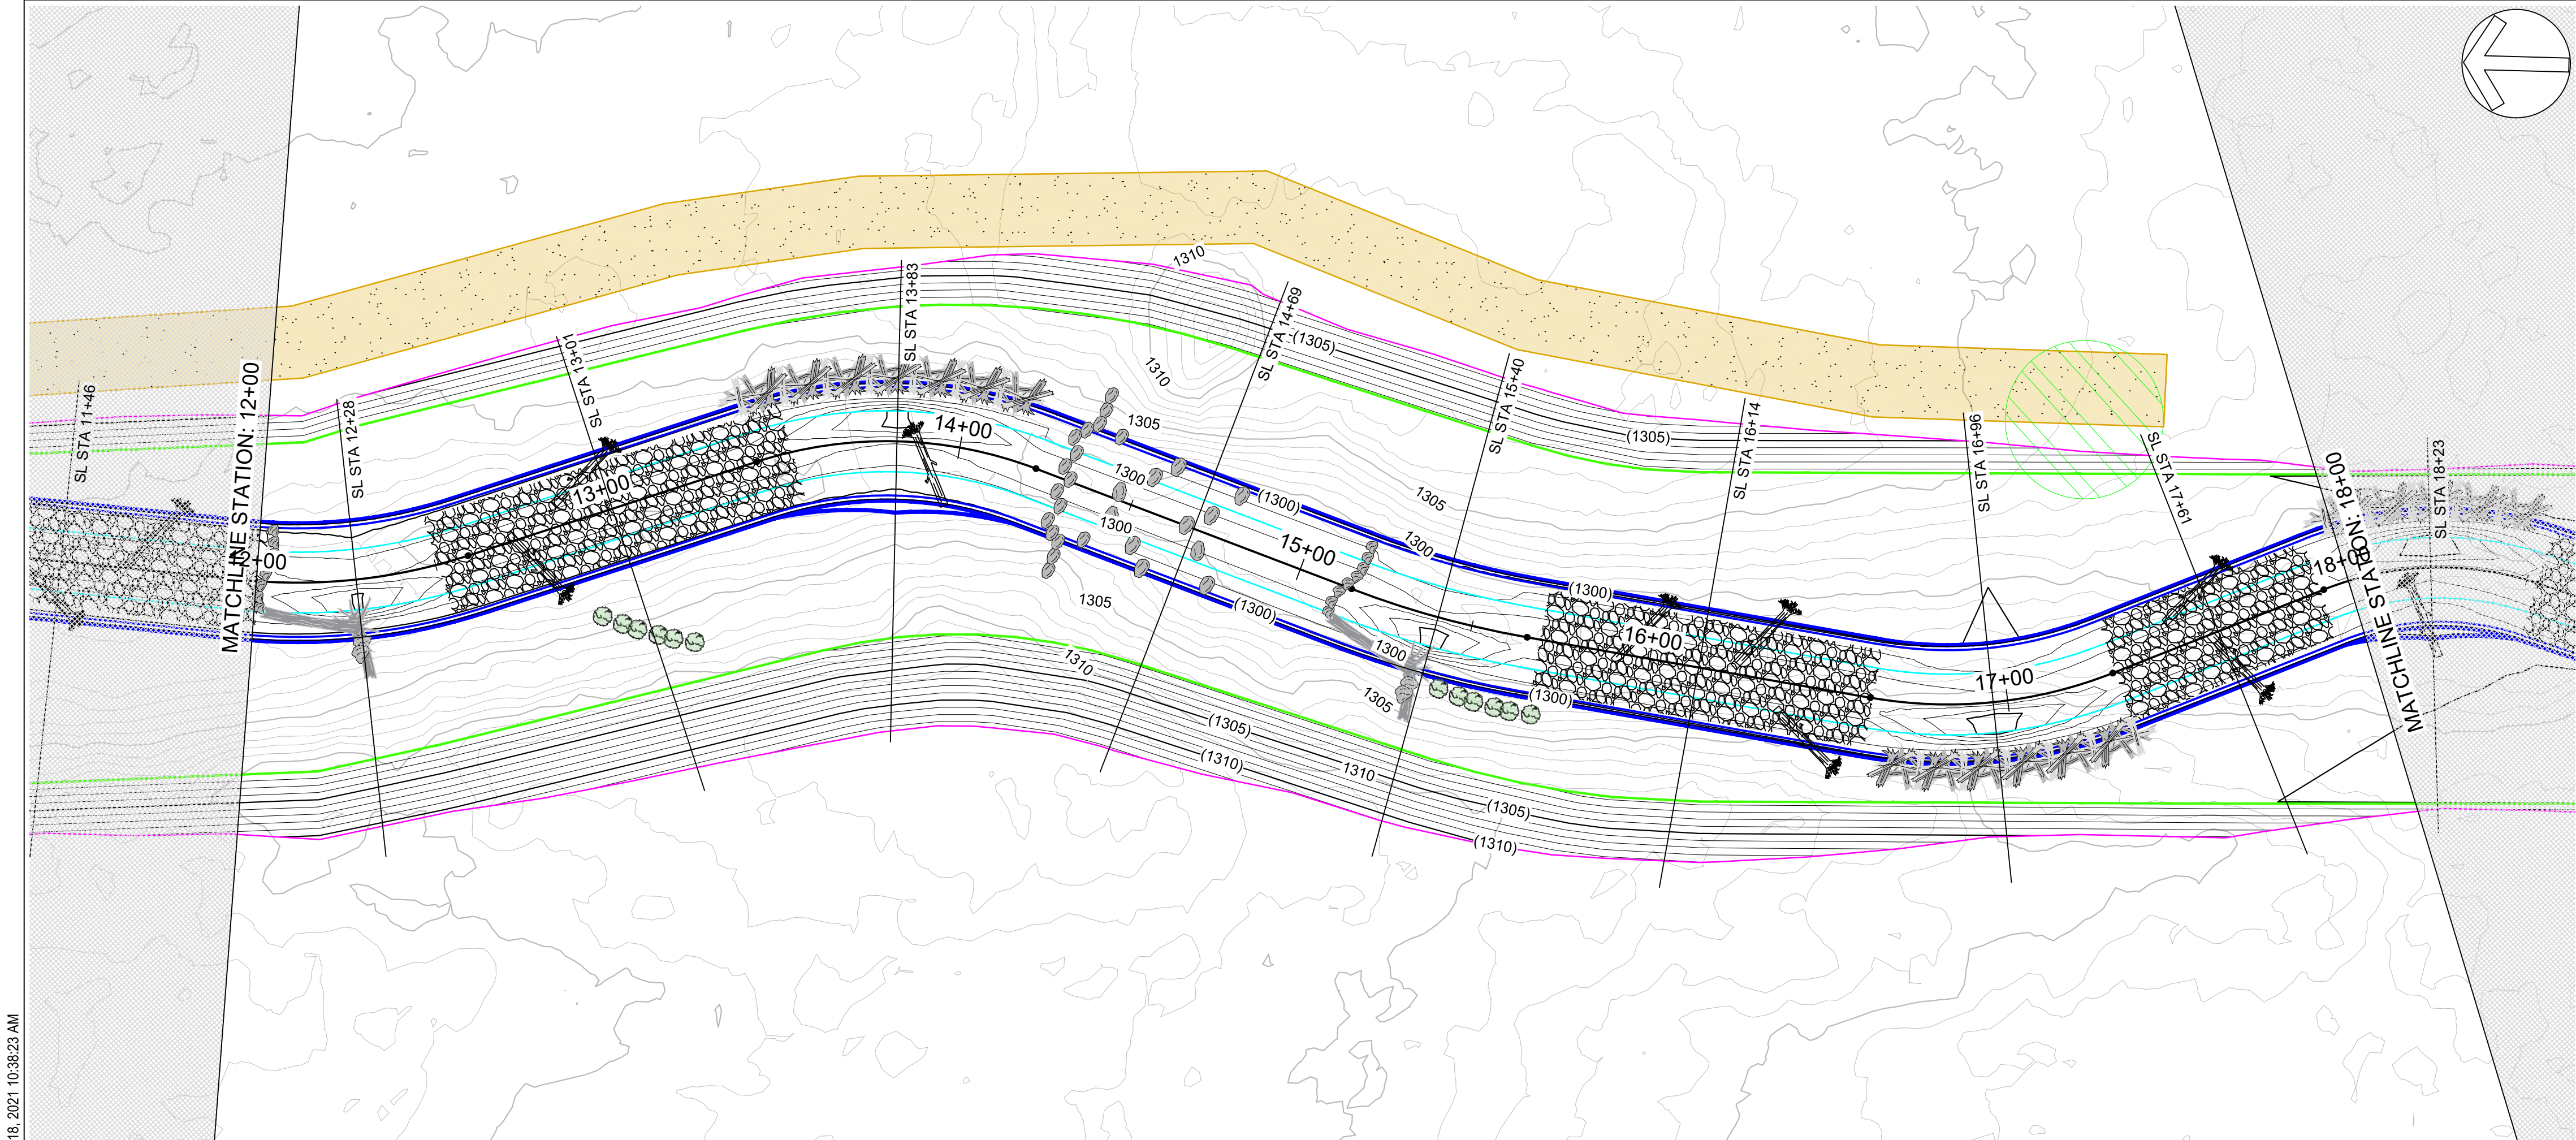 1310
SL STA 13+83
SL STA 14+69
(1305)
SL STA 13+01
1310
SL STA 15+40
MATCHLINE STATION: 12+00
SL STA 11+46
SL STA 12+28
14+00
1305
(1305)
SL STA 16+14
SL STA 16+96
SL STA 17+61
MATCHLINE STATION: 18+00
SL STA 18+23
1300
13+00
(1300)
1305
1300
15+00
1300
12+00
18+00
(1300)
1305
(1300)
16+00
1300
1310
17+00
1305
(1300)
(1305)
(1310)
1310
(1305)
(1310)
18, 2021 10:38:23 AM